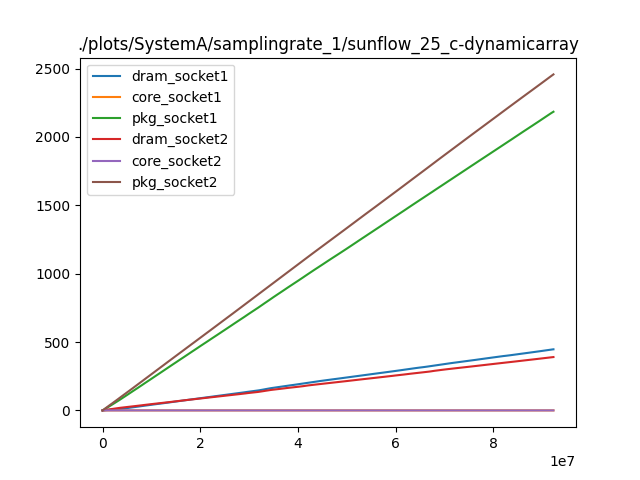 ./plots/SystemA/samplingrate_1/sunflow_25_c-dynamicarray
2500
2000
1500
1000
500
0
dram_socket1
core_socket1
pkg_socket1
dram_socket2
core_socket2
pkg_socket2
0 2 4 6 8
1e7